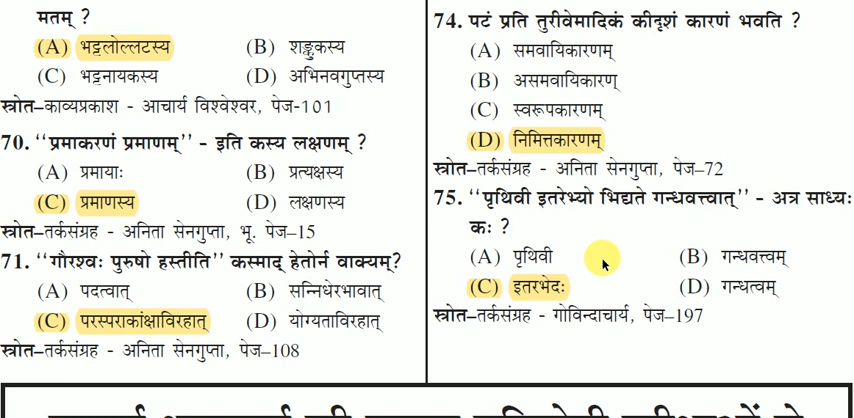 मतम् ?
(A) भट्टलोल्लटस्य (B) शङ्कुकस्य
(C) भट्टनायकस्य (D) अभिनवगुप्तस्य
स्त्रोत–काव्यप्रकाश - आचार्य विश्वेश्वर, पेज-101
70. ‘‘प्रमाकरणं प्रमाणम्’’ - इति कस्य लक्षणम् ?
(A) प्रमायाः (B) प्रत्यक्षस्य
(C) प्रमाणस्य (D) लक्षणस्य
स्त्रोत–तर्कसंग्रह - अनिता सेनगुप्ता, भू. पेज–15
71. ‘‘गौरश्वः पुरुषो हस्तीति’’ कस्माद् हेतोर्न वाक्यम्?
(A) पदत्वात् (B) सन्निधेरभावात्
(C) परस्पराकांक्षाविरहात् (D) योग्यताविरहात्
स्त्रोत–तर्कसंग्रह - अनिता सेनगुप्ता, पेज–108
74. पटं प्रति तुरीवेमादिकं कीदृशं कारणं भवति ?
(A) समवायिकारणम्
(B) असमवायिकारण्
(C) स्वरूपकारणम्
(D) निमित्तकारणम्
स्त्रोत–तर्कसंग्रह - अनिता सेनगुप्ता, पेज–72
75. ‘‘पृथिवी इतरेभ्यो भिद्यते गन्धवत्त्वात्’’ - अत्र साध्यः
कः ?
(A) पृथिवी (B) गन्धवत्त्वम्
(C) इतरभेदः (D) गन्धत्वम्
स्त्रोत–तर्कसंग्रह - गोविन्दाचार्य, पेज–197